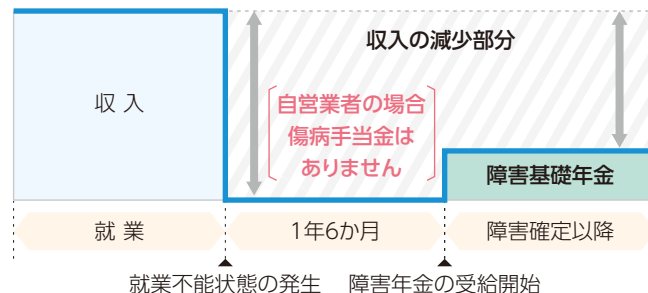 収入の減少部分
収 入
自営業者の場合
傷病手当金は
ありません
障害基礎年金
就 業
1年6か月
障害確定以降
就業不能状態の発生
障害年金の受給開始